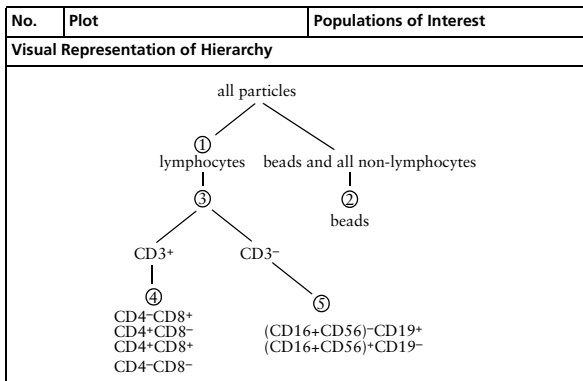 No. Plot Populations of Interest
Visual Representation of Hierarchy
all particles
①
lymphocytes beads and all non-lymphocytes
③ ②
beads
CD3⁺ CD3⁻
④ ⑤
CD4⁻CD8⁺
CD4⁺CD8⁻ (CD16+CD56)⁻CD19⁺
CD4⁺CD8⁺ (CD16+CD56)⁺CD19⁻
CD4⁻CD8⁻